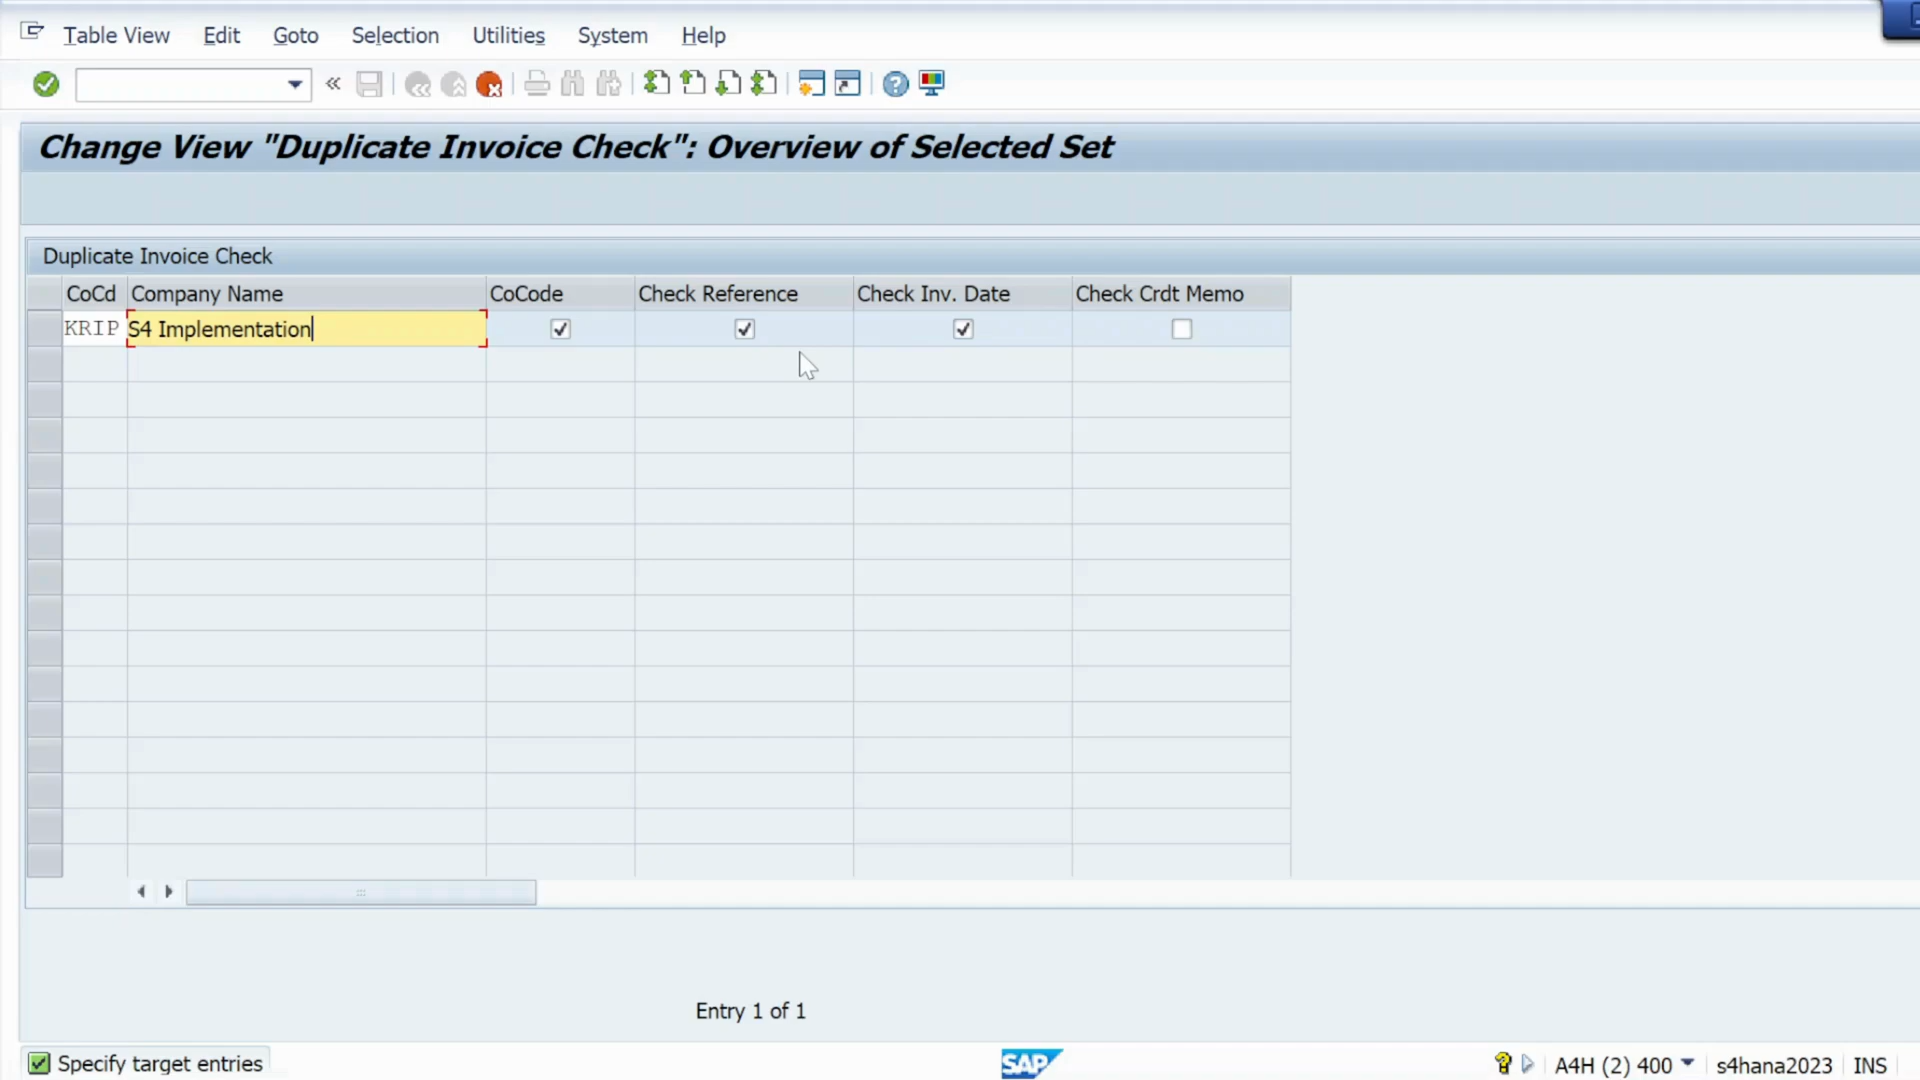 Table View Edit Goto Selection Utilities System Help
Change View "Duplicate Invoice Check": Overview of Selected Set
Duplicate Invoice Check
CoCd Company Name CoCode Check Reference Check Inv. Date Check Crdt Memo
KRIP S4 Implementation
Entry 1 of 1
Specify target entries SAP A4H (2) 400 s4hana2023 INS